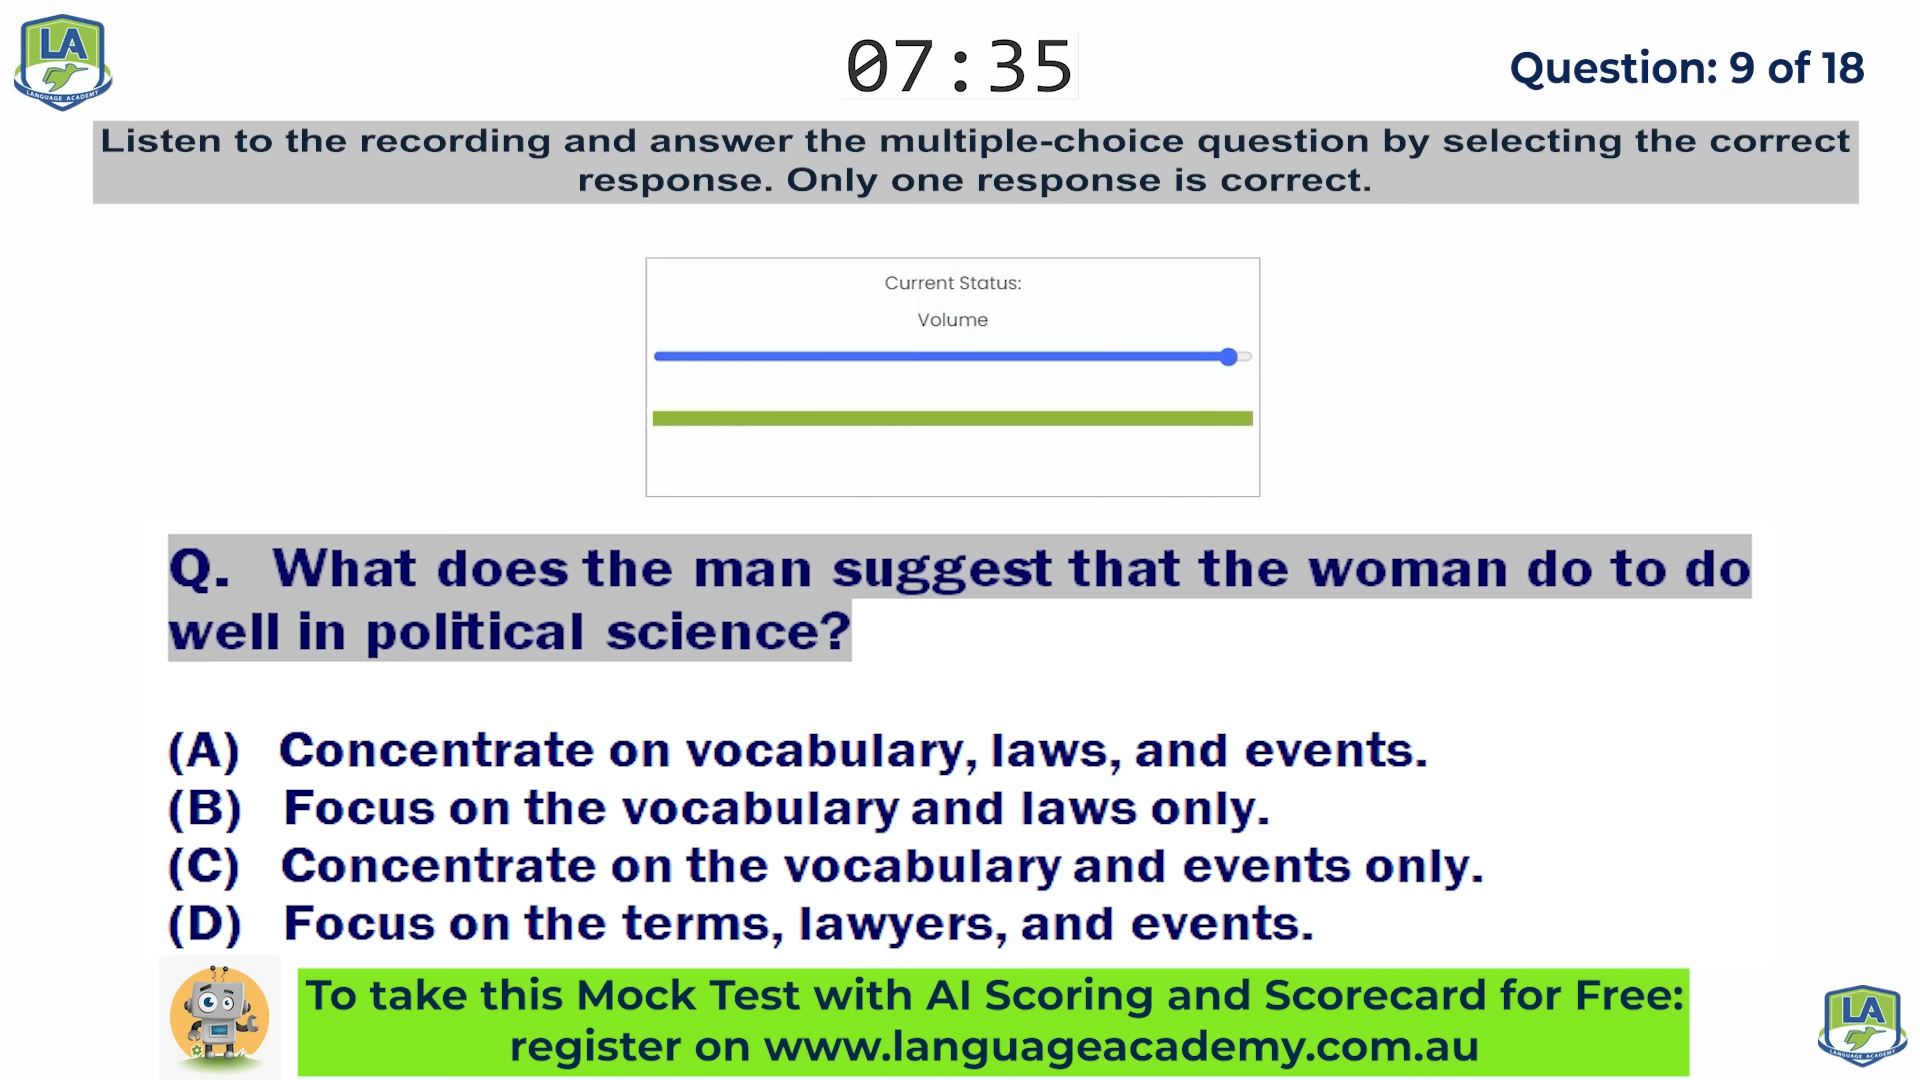 LA
LANGUAGE ACADEMY
07:35
Question: 9 of 18
Listen to the recording and answer the multiple-choice question by selecting the correct
response. Only one response is correct.
Current Status:
Volume
Q. What does the man suggest that the woman do to do
well in political science?
(A) Concentrate on vocabulary, laws, and events.
(B) Focus on the vocabulary and laws only.
(C) Concentrate on the vocabulary and events only.
(D) Focus on the terms, lawyers, and events.
To take this Mock Test with AI Scoring and Scorecard for Free:
register on www.languageacademy.com.au
LA
LANGUAGE ACADEMY